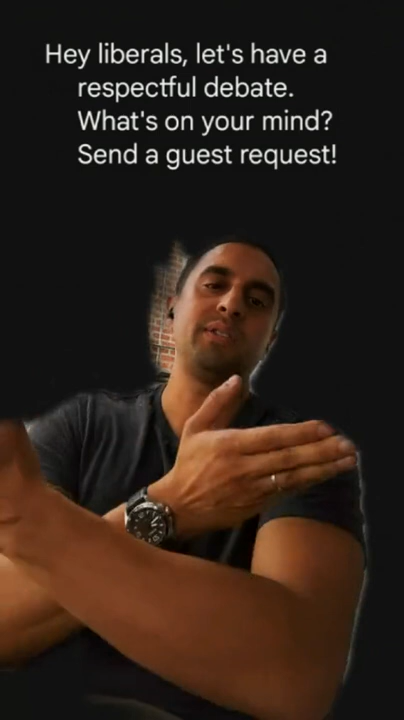 Hey liberals, let's have a
respectful debate.
What's on your mind?
Send a guest request!